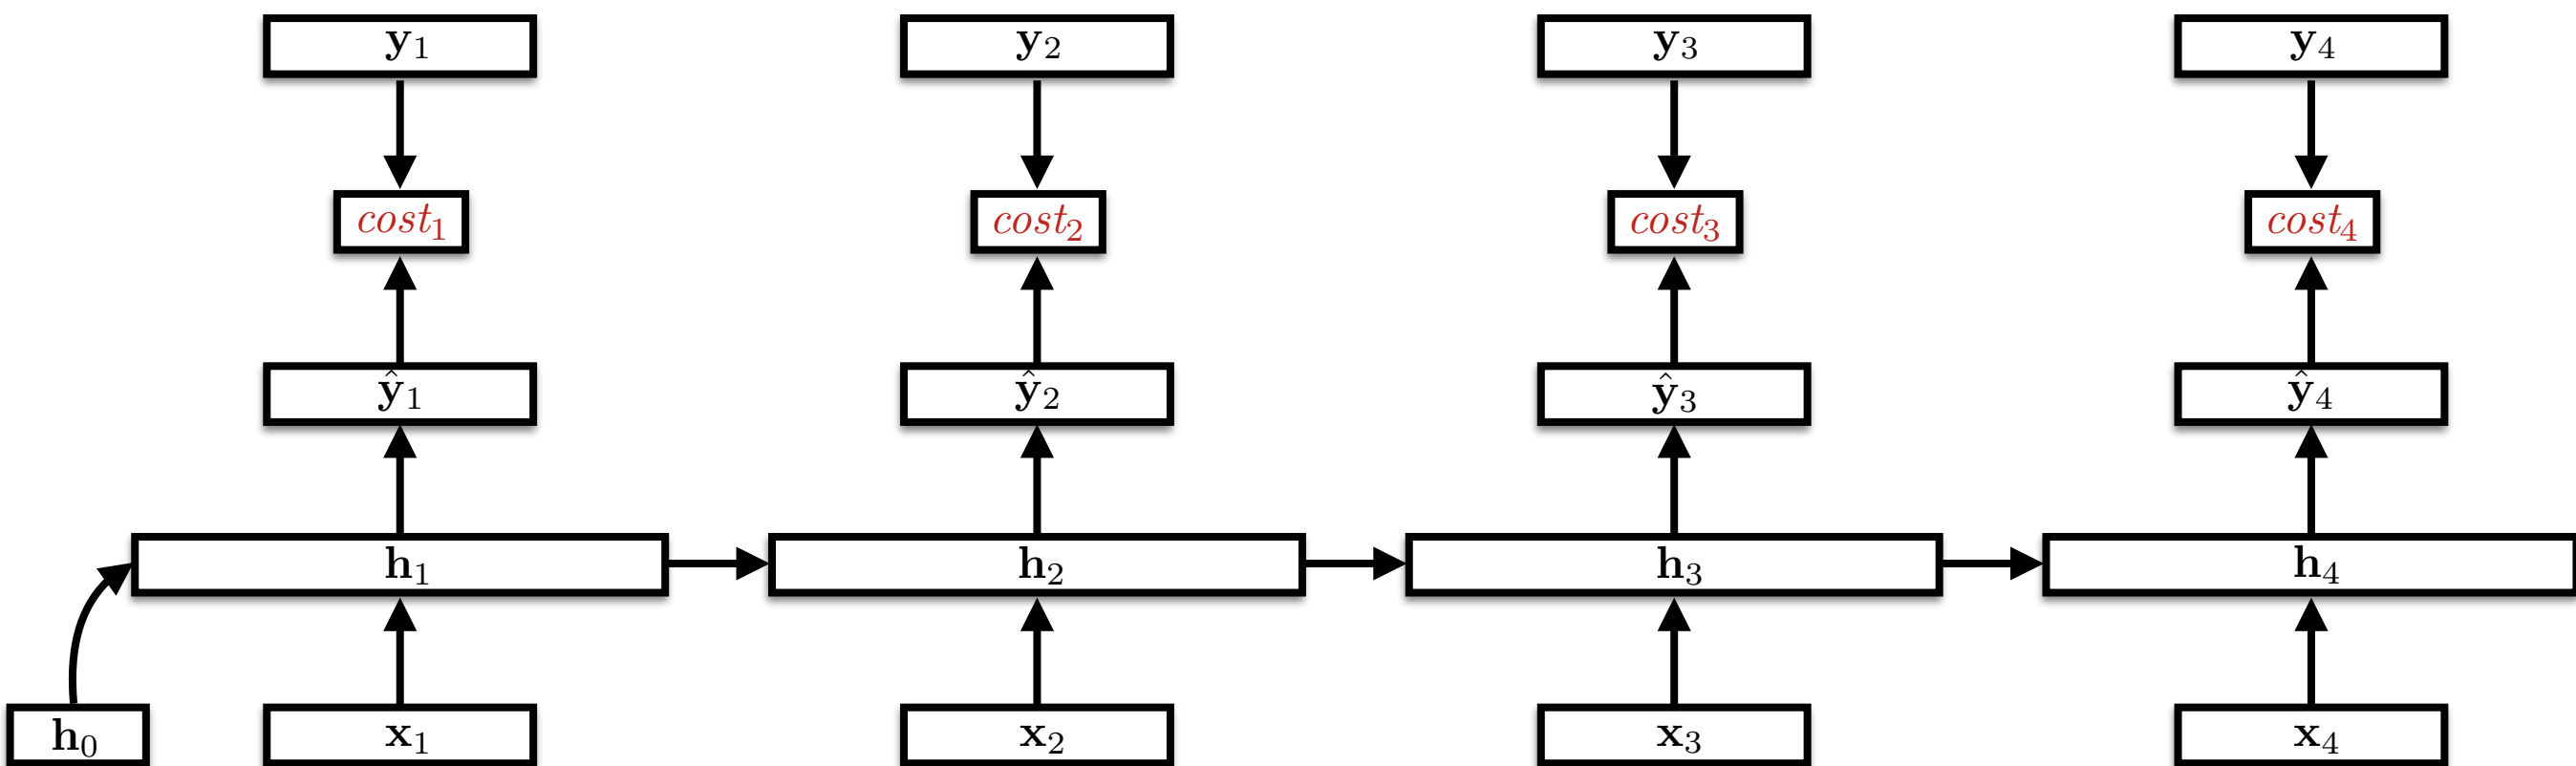 y₁ y₂ y₃ y₄
cost₁ cost₂ cost₃ cost₄
ŷ₁ ŷ₂ ŷ₃ ŷ₄
h₁ h₂ h₃ h₄
h₀ x₁ x₂ x₃ x₄